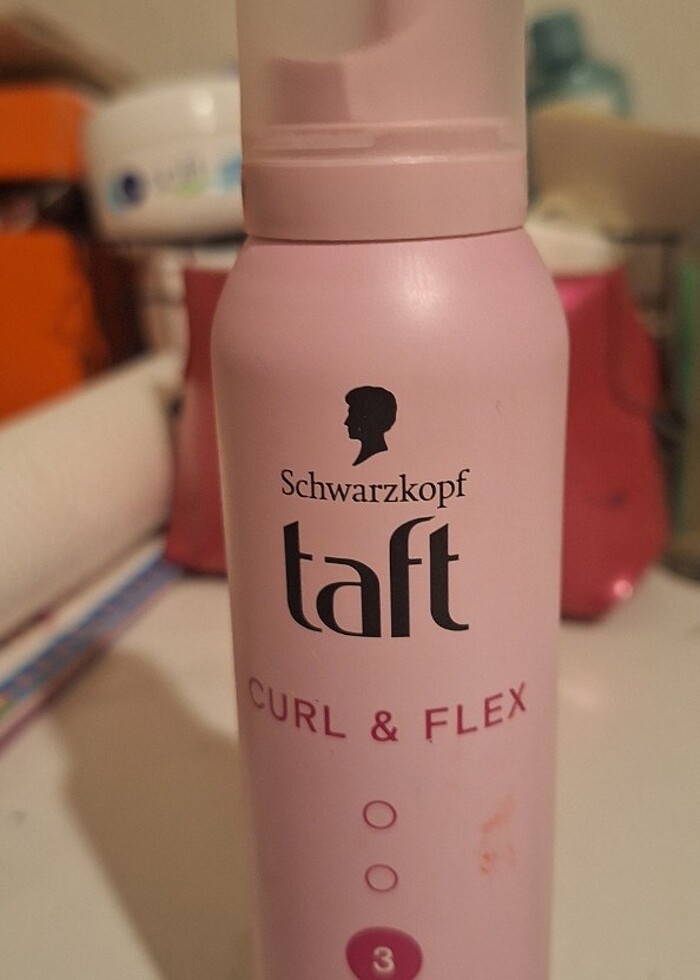 Schwarzkopf
taft
CURL & FLEX
3